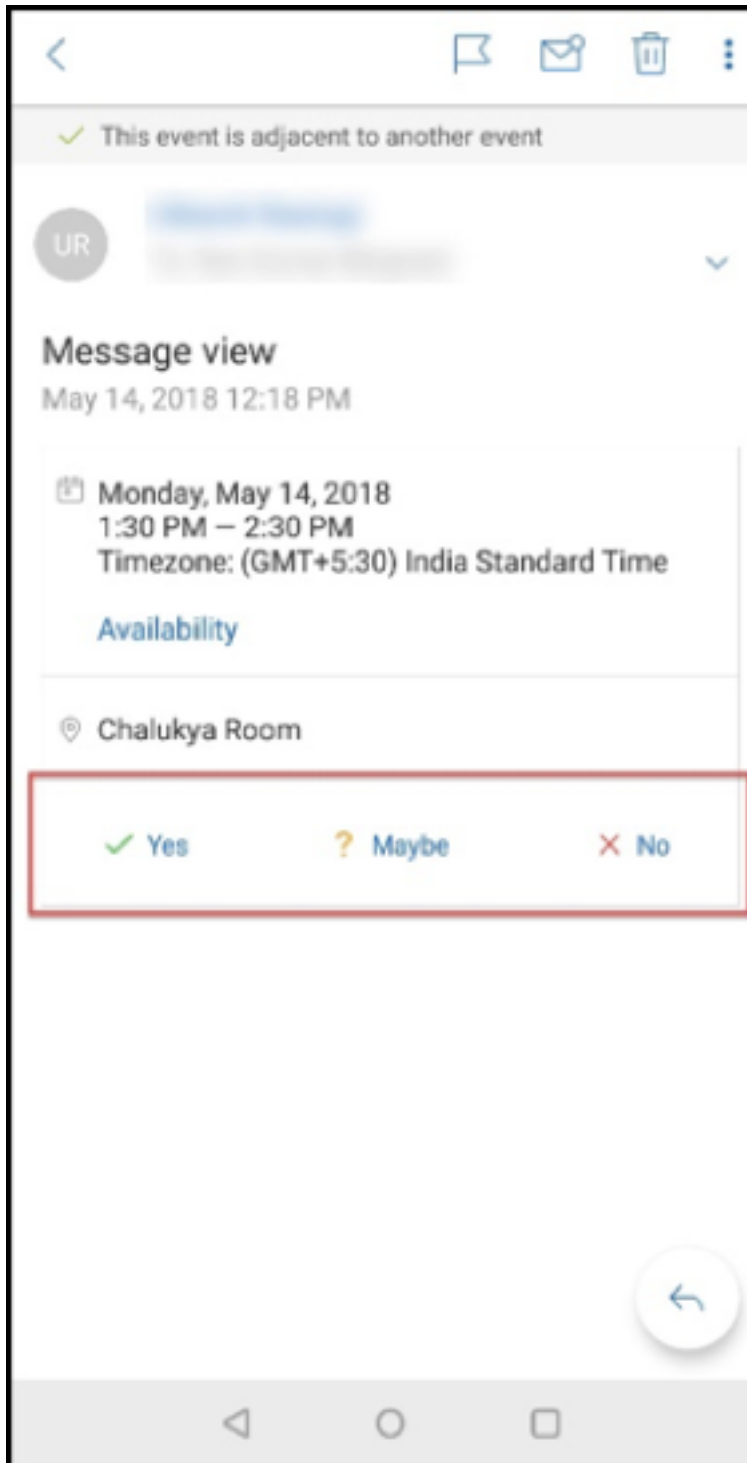 This event is adjacent to another event
UR
Message view
May 14, 2018 12:18 PM
Monday, May 14, 2018
1:30 PM — 2:30 PM
Timezone: (GMT+5:30) India Standard Time
Availability
Chalukya Room
Yes ? Maybe No